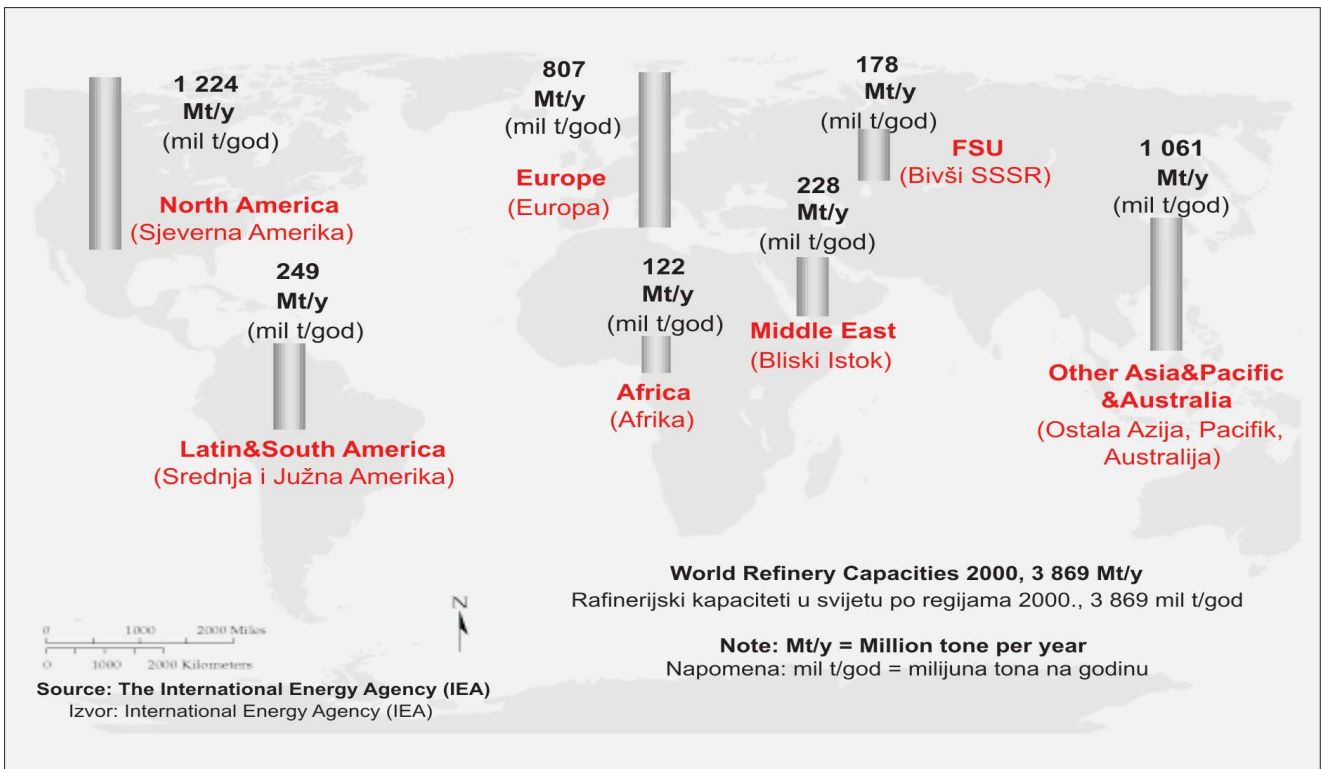 1 224
Mt/y
(mil t/god)
North America
(Sjeverna Amerika)
807
Mt/y
(mil t/god)
Europe
(Europa)
178
Mt/y
(mil t/god)
FSU
(Bivši SSSR)
1 061
Mt/y
(mil t/god)
Other Asia&Pacific
&Australia
(Ostala Azija, Pacifik,
Australija)
228
Mt/y
(mil t/god)
Middle East
(Bliski Istok)
249
Mt/y
(mil t/god)
Latin&South America
(Srednja i Južna Amerika)
122
Mt/y
(mil t/god)
Africa
(Afrika)
World Refinery Capacities 2000, 3 869 Mt/y
Rafinerijski kapaciteti u svijetu po regijama 2000., 3 869 mil t/god
Note: Mt/y = Million tone per year
Napomena: mil t/god = milijuna tona na godinu
N
0 1000 2000 Miles
0 1000 2000 Kilometers
Source: The International Energy Agency (IEA)
Izvor: International Energy Agency (IEA)